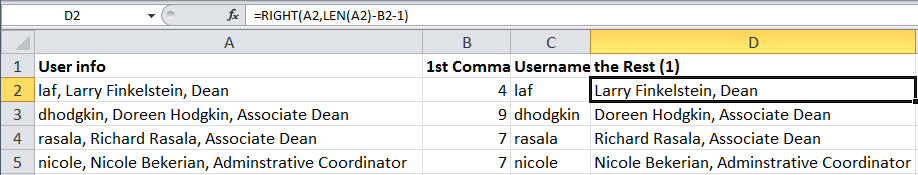 D2 fx =RIGHT(A2,LEN(A2)-B2-1)
A B C D
1 User info 1st Comma Username the Rest (1)
2 laf, Larry Finkelstein, Dean 4 laf Larry Finkelstein, Dean
3 dhodgkin, Doreen Hodgkin, Associate Dean 9 dhodgkin Doreen Hodgkin, Associate Dean
4 rasala, Richard Rasala, Associate Dean 7 rasala Richard Rasala, Associate Dean
5 nicole, Nicole Bekerian, Adminstrative Coordinator 7 nicole Nicole Bekerian, Adminstrative Coordinator